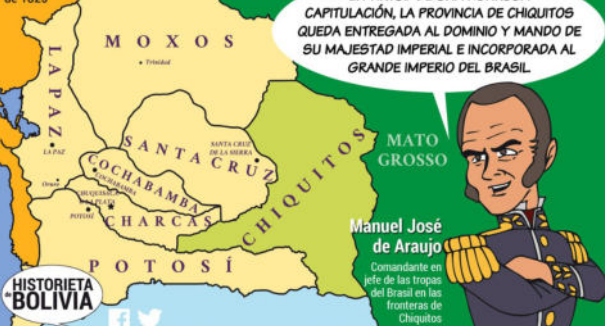 de 1825
CAPITULACIÓN, LA PROVINCIA DE CHIQUITOS
QUEDA ENTREGADA AL DOMINIO Y MANDO DE
SU MAJESTAD IMPERIAL E INCORPORADA AL
GRANDE IMPERIO DEL BRASIL.
MOXOS
Trinidad
LA PAZ
LA PAZ
SANTA CRUZ
SANTA CRUZ
DE LA SIERRA
COCHABAMBA
COCHABAMBA
Oruro
CHUQUISACA
O LA PLATA
POTOSÍ
CHARCAS
CHIQUITOS
POTOSÍ
MATO
GROSSO
Manuel José
de Araujo
Comandante en
jefe de las tropas
del Brasil en las
fronteras de
Chiquitos
HISTORIETA
de BOLIVIA